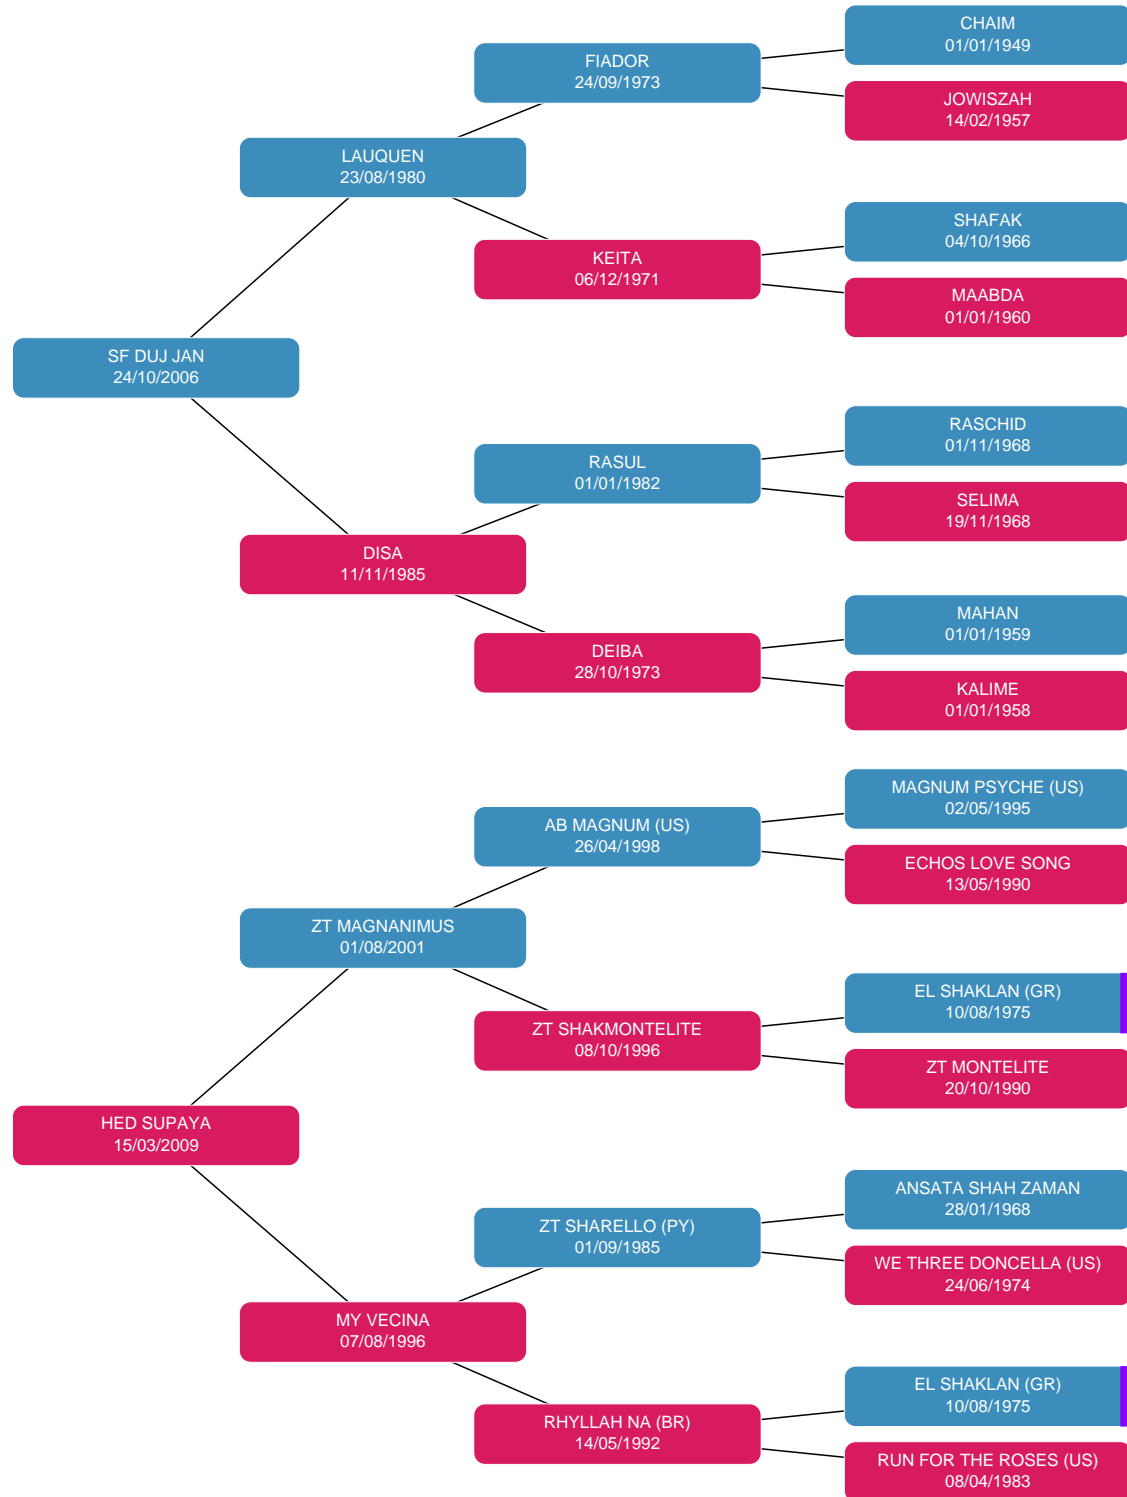 CHAIM
01/01/1949
FIADOR
24/09/1973
JOWISZAH
14/02/1957
LAUQUEN
23/08/1980
SHAFAK
04/10/1966
KEITA
06/12/1971
MAABDA
01/01/1960
SF DUJ JAN
24/10/2006
RASCHID
01/11/1968
RASUL
01/01/1982
SELIMA
19/11/1968
DISA
11/11/1985
MAHAN
01/01/1959
DEIBA
28/10/1973
KALIME
01/01/1958
MAGNUM PSYCHE (US)
02/05/1995
AB MAGNUM (US)
26/04/1998
ECHOS LOVE SONG
13/05/1990
ZT MAGNANIMUS
01/08/2001
EL SHAKLAN (GR)
10/08/1975
ZT SHAKMONTELITE
08/10/1996
ZT MONTELITE
20/10/1990
HED SUPAYA
15/03/2009
ANSATA SHAH ZAMAN
28/01/1968
ZT SHARELLO (PY)
01/09/1985
WE THREE DONCELLA (US)
24/06/1974
MY VECINA
07/08/1996
EL SHAKLAN (GR)
10/08/1975
RHYLLAH NA (BR)
14/05/1992
RUN FOR THE ROSES (US)
08/04/1983